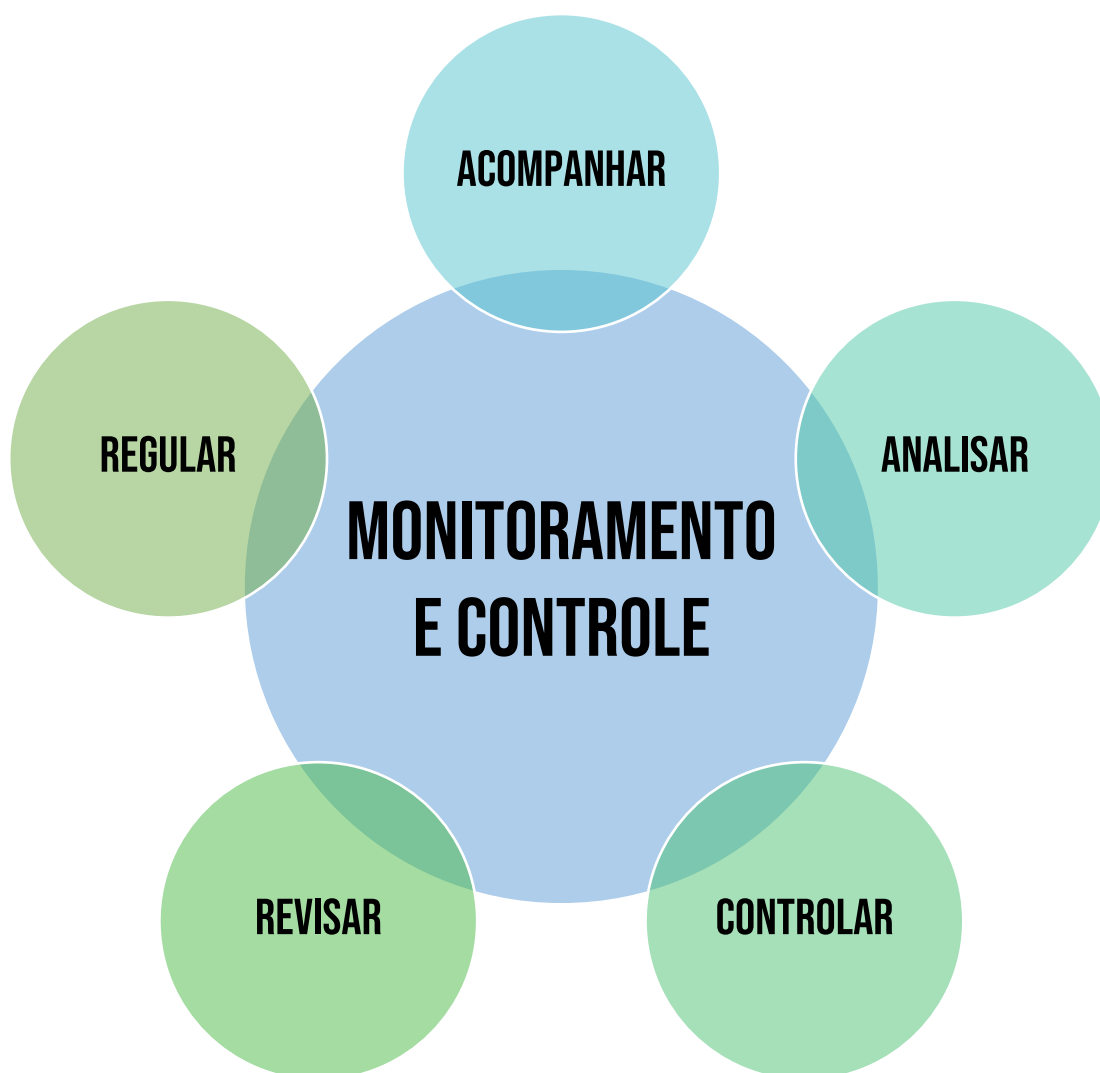 ACOMPANHAR
REGULAR
ANALISAR
MONITORAMENTO
E CONTROLE
REVISAR
CONTROLAR